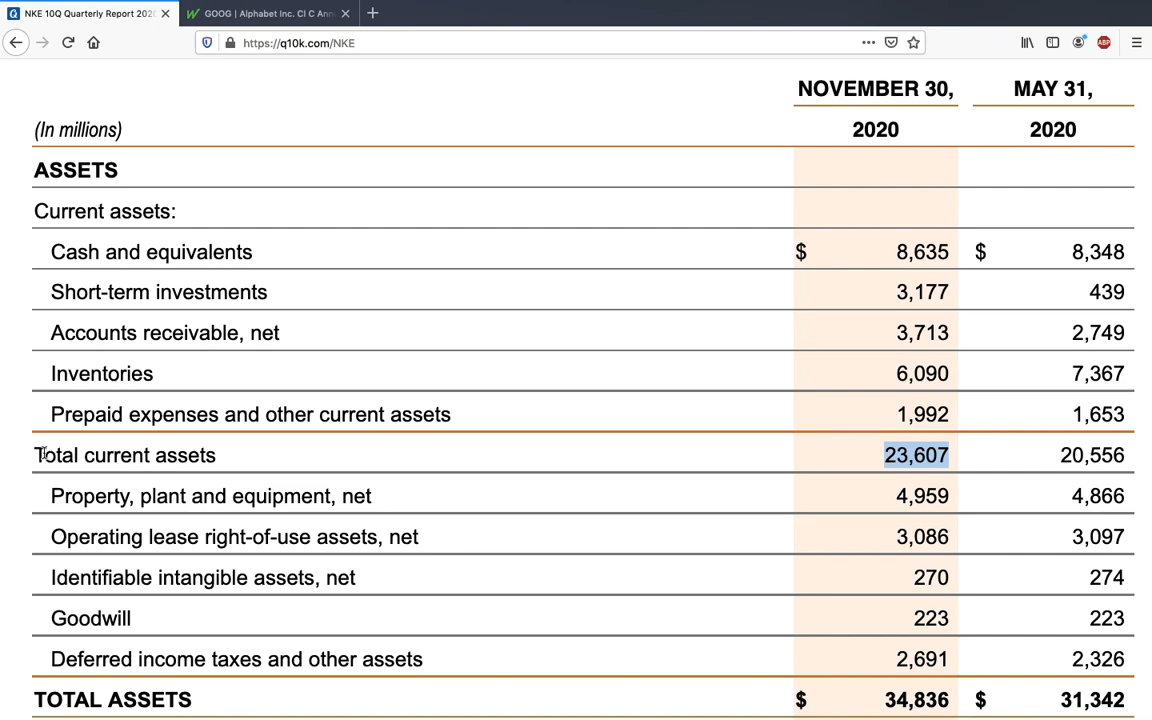 NKE 10Q Quarterly Report 202
GOOG | Alphabet Inc. Cl C Ann
https://q10k.com/NKE
ABP
NOVEMBER 30, MAY 31,
(In millions) 2020 2020
ASSETS
Current assets:
Cash and equivalents $ 8,635 $ 8,348
Short-term investments 3,177 439
Accounts receivable, net 3,713 2,749
Inventories 6,090 7,367
Prepaid expenses and other current assets 1,992 1,653
Total current assets 23,607 20,556
Property, plant and equipment, net 4,959 4,866
Operating lease right-of-use assets, net 3,086 3,097
Identifiable intangible assets, net 270 274
Goodwill 223 223
Deferred income taxes and other assets 2,691 2,326
TOTAL ASSETS $ 34,836 $ 31,342